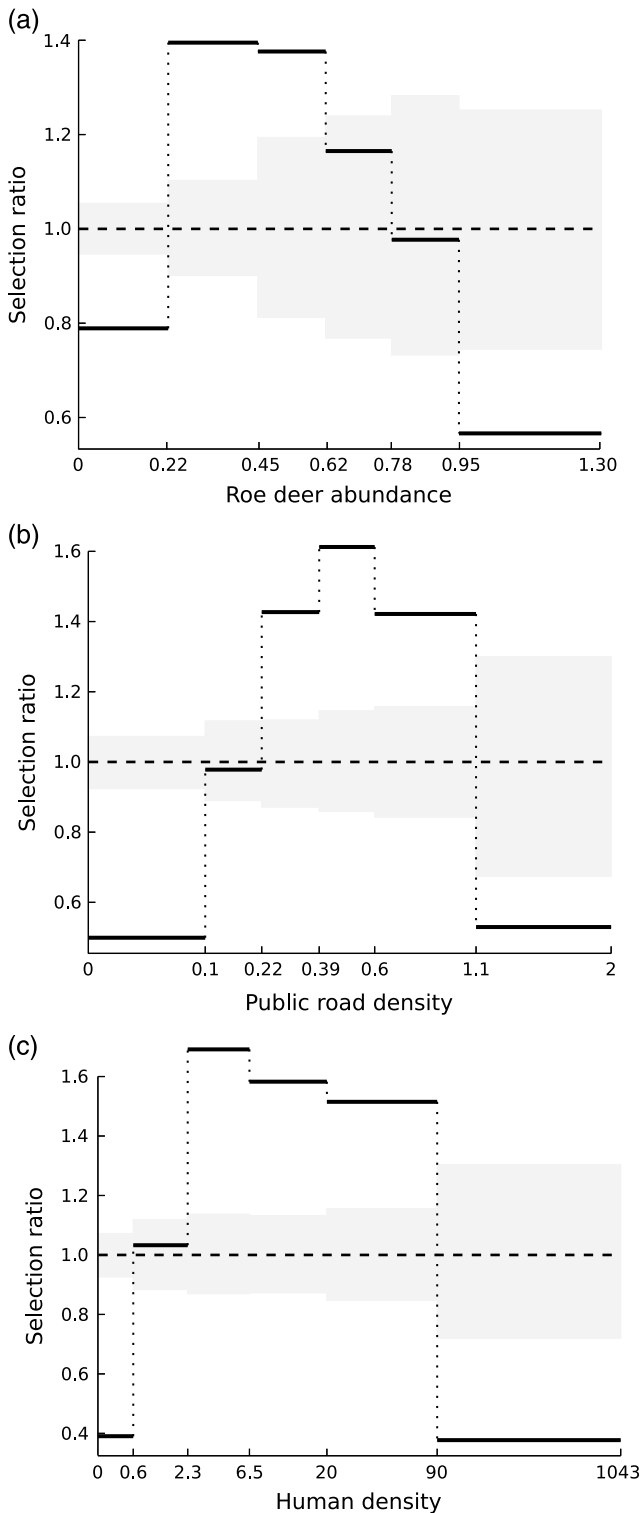 (a)
1.4
1.2
1.0
0.8
0.6
Selection ratio
0 0.22 0.45 0.62 0.78 0.95 1.30
Roe deer abundance
(b)
1.6
1.4
1.2
1.0
0.8
0.6
Selection ratio
0 0.1 0.22 0.39 0.6 1.1 2
Public road density
(c)
1.6
1.4
1.2
1.0
0.8
0.6
0.4
Selection ratio
0 0.6 2.3 6.5 20 90 1043
Human density